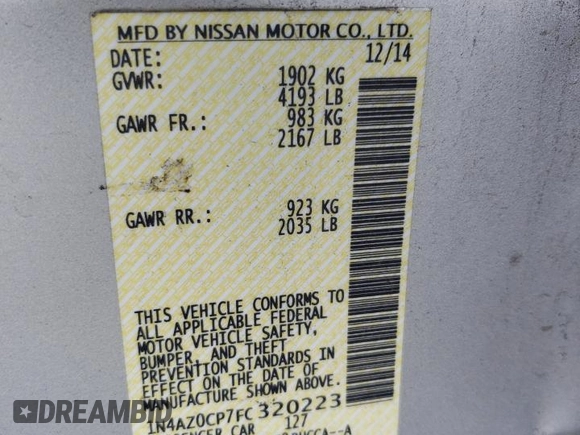 MFD BY NISSAN MOTOR CO., LTD.
DATE: 12/14
GVWR: 1902 KG
4193 LB
GAWR FR.: 983 KG
2167 LB
GAWR RR.: 923 KG
2035 LB
THIS VEHICLE CONFORMS TO
ALL APPLICABLE FEDERAL
MOTOR VEHICLE SAFETY,
BUMPER, AND THEFT
PREVENTION STANDARDS IN
EFFECT ON THE DATE OF
MANUFACTURE SHOWN ABOVE.
1N4AZ0CP7FC320223
CAR 127
DREAMBID